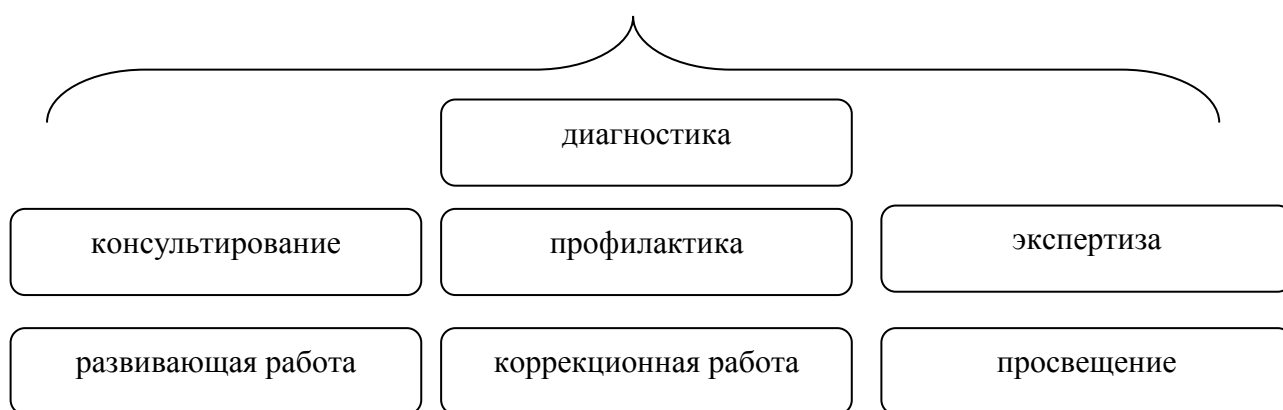 диагностика
консультирование
профилактика
экспертиза
развивающая работа
коррекционная работа
просвещение